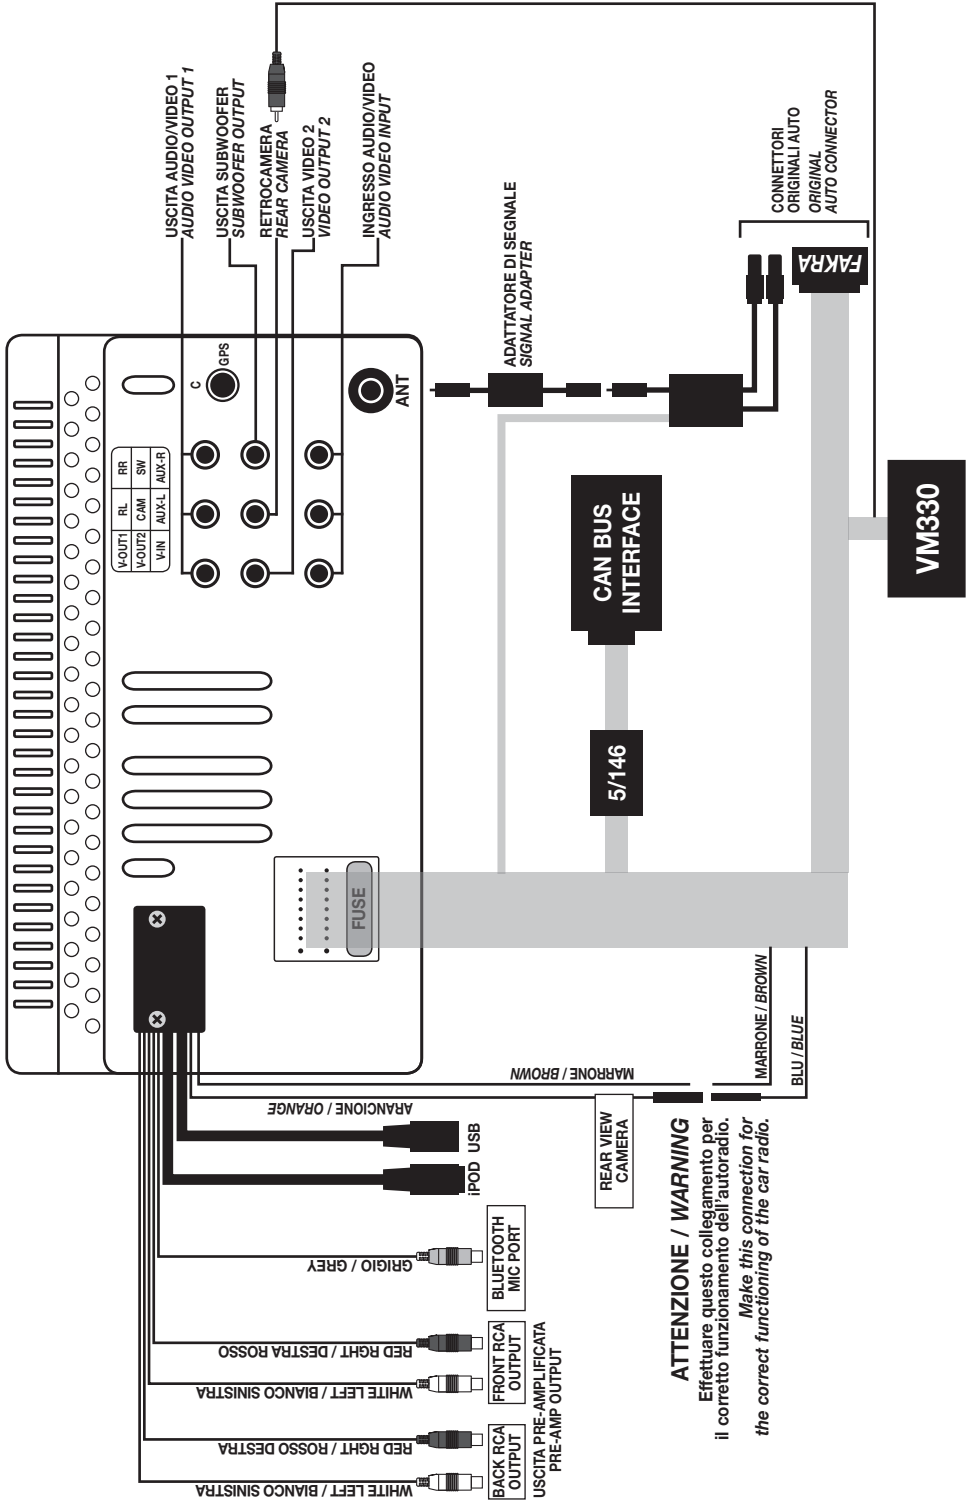 USCITA AUDIO/VIDEO 1
AUDIO VIDEO OUTPUT 1
USCITA SUBWOOFER
SUBWOOFER OUTPUT
RETROCAMERA
REAR CAMERA
USCITA VIDEO 2
VIDEO OUTPUT 2
INGRESSO AUDIO/VIDEO
AUDIO VIDEO INPUT
ADATTATORE DI SEGNALE
SIGNAL ADAPTER
CONNETTORI
ORIGINALI AUTO
ORIGINAL
AUTO CONNECTOR
FAKRA
C
GPS
ANT
V-OUT1 RL RR
V-OUT2 CAM SW
V-IN AUX-L AUX-R
CAN BUS
INTERFACE
5/146
VM330
FUSE
MARRONE / BROWN
BLU / BLUE
MARRONE / BROWN
ARANCIONE / ORANGE
REAR VIEW
CAMERA
USB
iPOD
GRIGIO / GREY
BLUETOOTH
MIC PORT
RED RGHT / DESTRA ROSSO
WHITE LEFT / BIANCO SINISTRA
FRONT RCA
OUTPUT
RED RGHT / ROSSO DESTRA
WHITE LEFT / BIANCO SINISTRA
BACK RCA
OUTPUT
USCITA PRE-AMPLIFICATA
PRE-AMP OUTPUT
ATTENZIONE / WARNING
Effettuare questo collegamento per
il corretto funzionamento dell'autoradio.
Make this connection for
the correct functioning of the car radio.